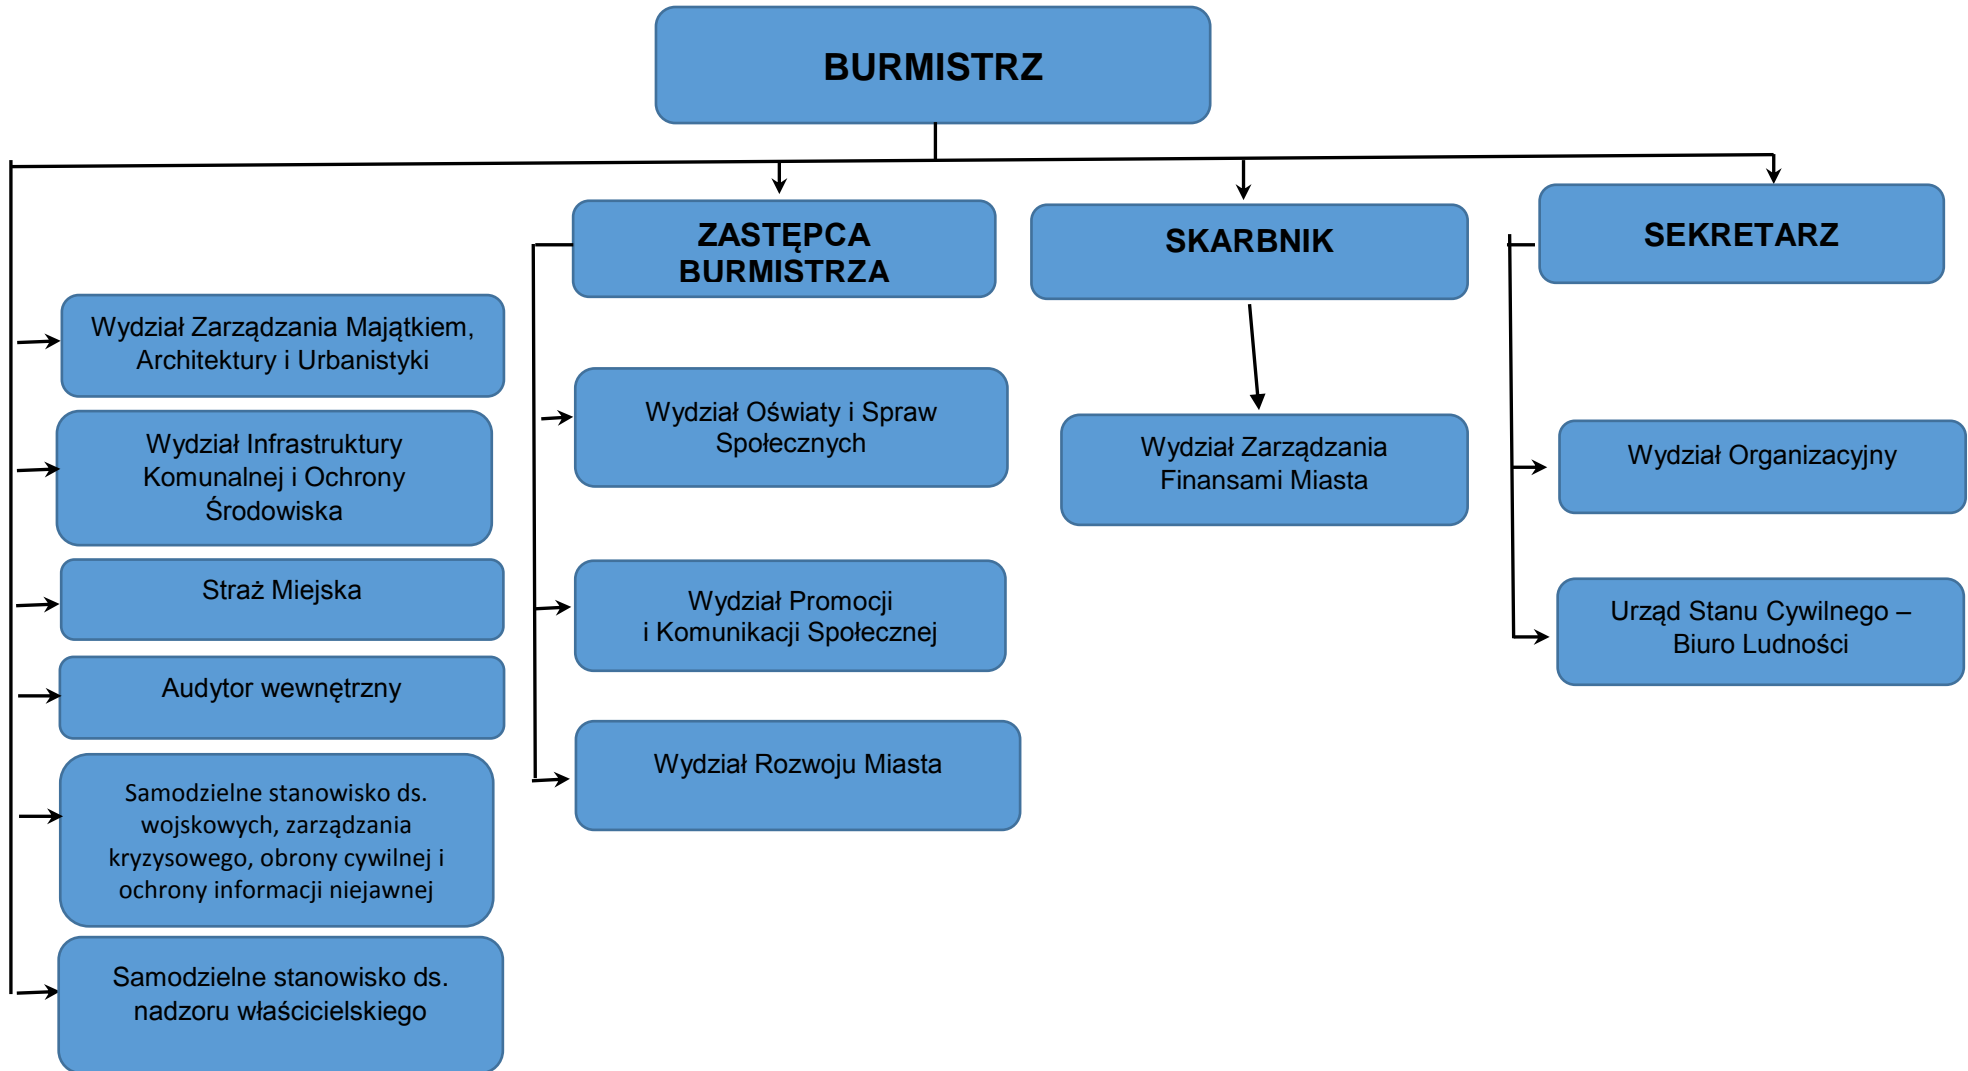 BURMISTRZ
ZASTĘPCA
BURMISTRZA
SKARBNIK
SEKRETARZ
Wydział Zarządzania Majątkiem,
Architektury i Urbanistyki
Wydział Infrastruktury
Komunalnej i Ochrony
Środowiska
Straż Miejska
Audytor wewnętrzny
Samodzielne stanowisko ds.
wojskowych, zarządzania
kryzysowego, obrony cywilnej i
ochrony informacji niejawnej
Samodzielne stanowisko ds.
nadzoru właścicielskiego
Wydział Oświaty i Spraw
Społecznych
Wydział Promocji
i Komunikacji Społecznej
Wydział Rozwoju Miasta
Wydział Zarządzania
Finansami Miasta
Wydział Organizacyjny
Urząd Stanu Cywilnego –
Biuro Ludności